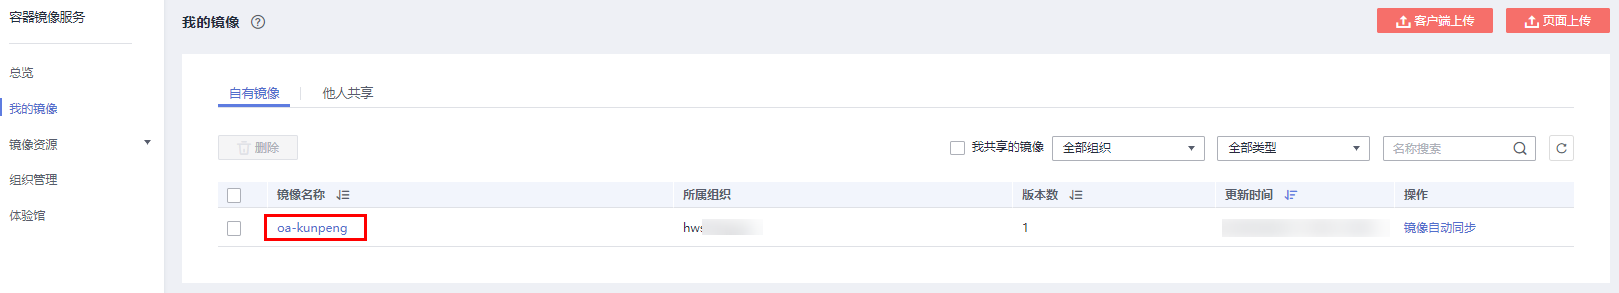 容器镜像服务
总览
我的镜像
镜像资源
组织管理
体验馆
我的镜像 ?
客户端上传 页面上传
自有镜像 他人共享
删除 我共享的镜像 全部组织 全部类型 名称搜索
镜像名称 所属组织 版本数 更新时间 操作
oa-kunpeng 1 镜像自动同步